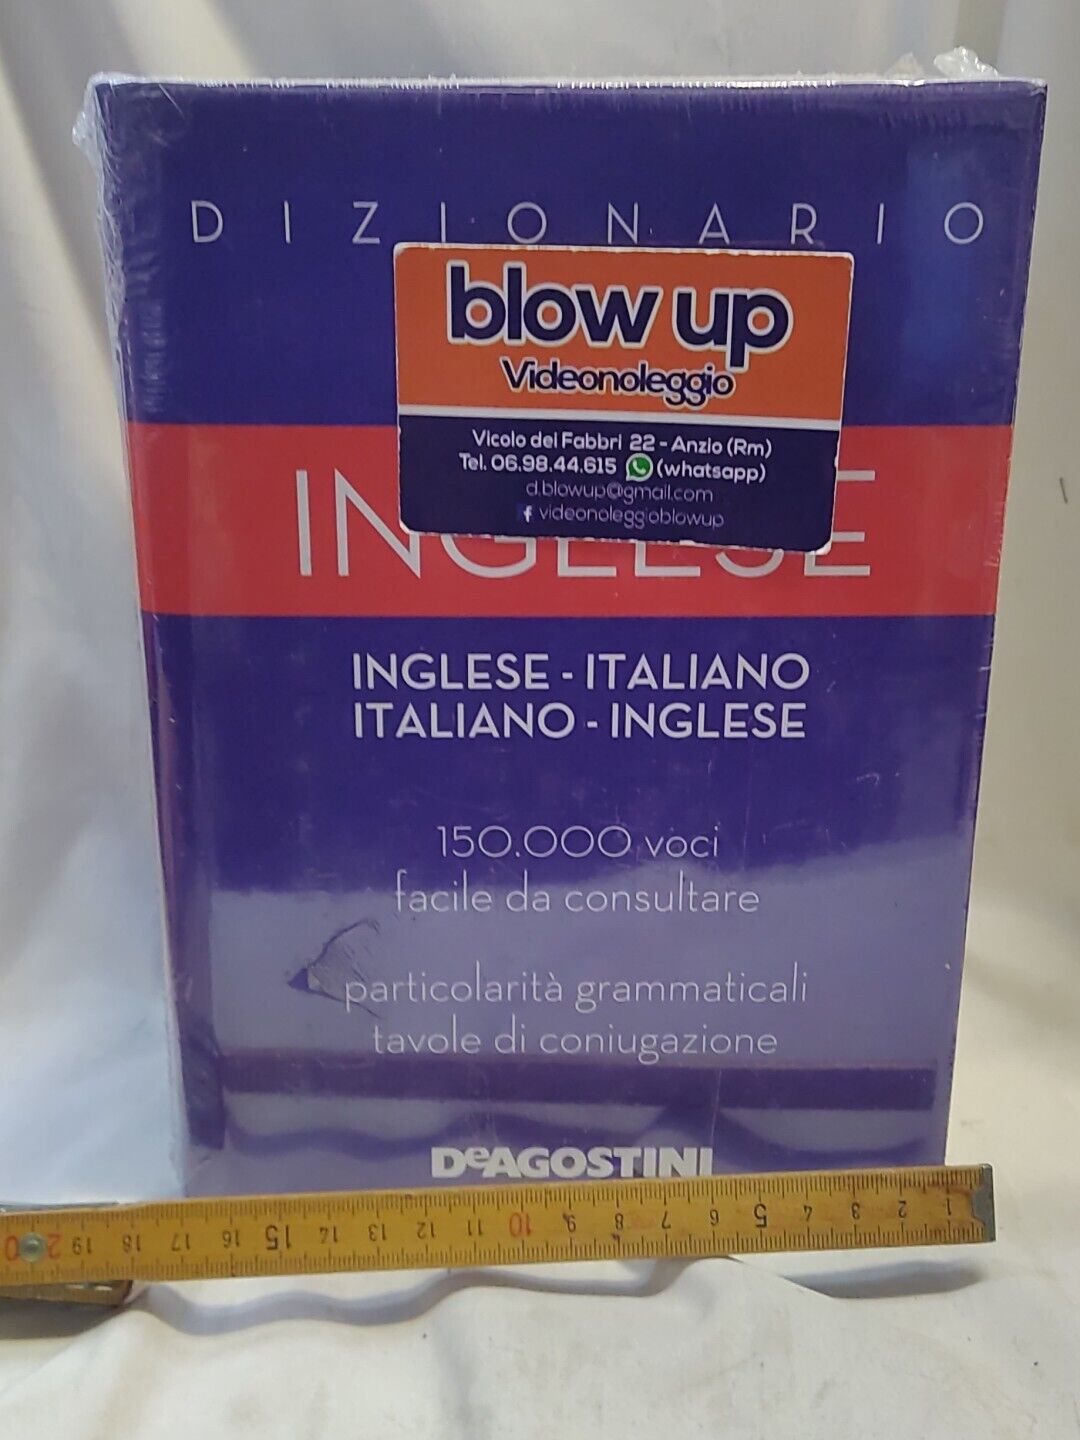 DIZIONARIO
blow up
Videonoleggio
Vicolo dei Fabbri 22 - Anzio (Rm)
Tel. 06.98.44.615 (whatsapp)
d.blowup@gmail.com
f videonoleggioblowup
INGLESE
INGLESE - ITALIANO
ITALIANO - INGLESE
150.000 voci
facile da consultare
particolarità grammaticali
tavole di coniugazione
DeAGOSTINI
20 19 18 17 16 15 14 13 12 11 10 9 8 7 6 5 4 3 2 1